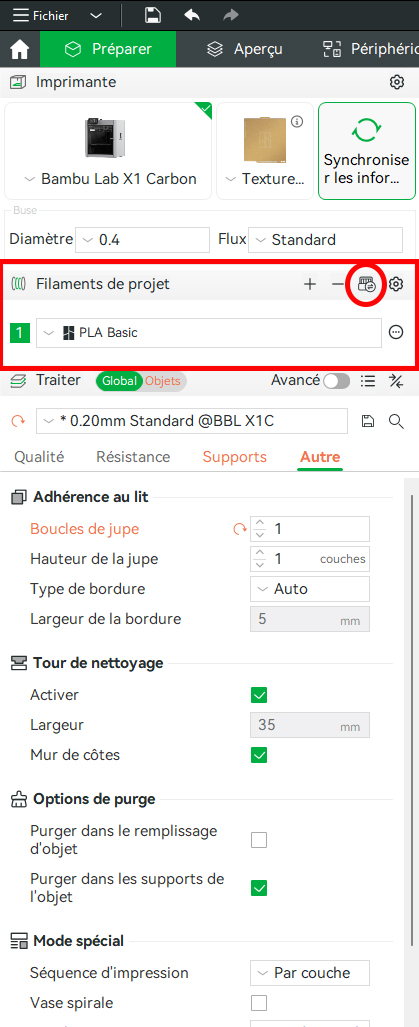 Fichier
Préparer
Aperçu
Périphéric
Imprimante
Bambu Lab X1 Carbon
Texture...
Synchronise
r les infor...
Buse
Diamètre
0.4
Flux
Standard
Filaments de projet
1
PLA Basic
Traiter
Global
Objets
Avancé
* 0.20mm Standard @BBL X1C
Qualité
Résistance
Supports
Autre
Adhérence au lit
Boucles de jupe
1
Hauteur de la jupe
1 couches
Type de bordure
Auto
Largeur de la bordure
5 mm
Tour de nettoyage
Activer
Largeur
35 mm
Mur de côtes
Options de purge
Purger dans le remplissage
d'objet
Purger dans les supports de
l'objet
Mode spécial
Séquence d'impression
Par couche
Vase spirale